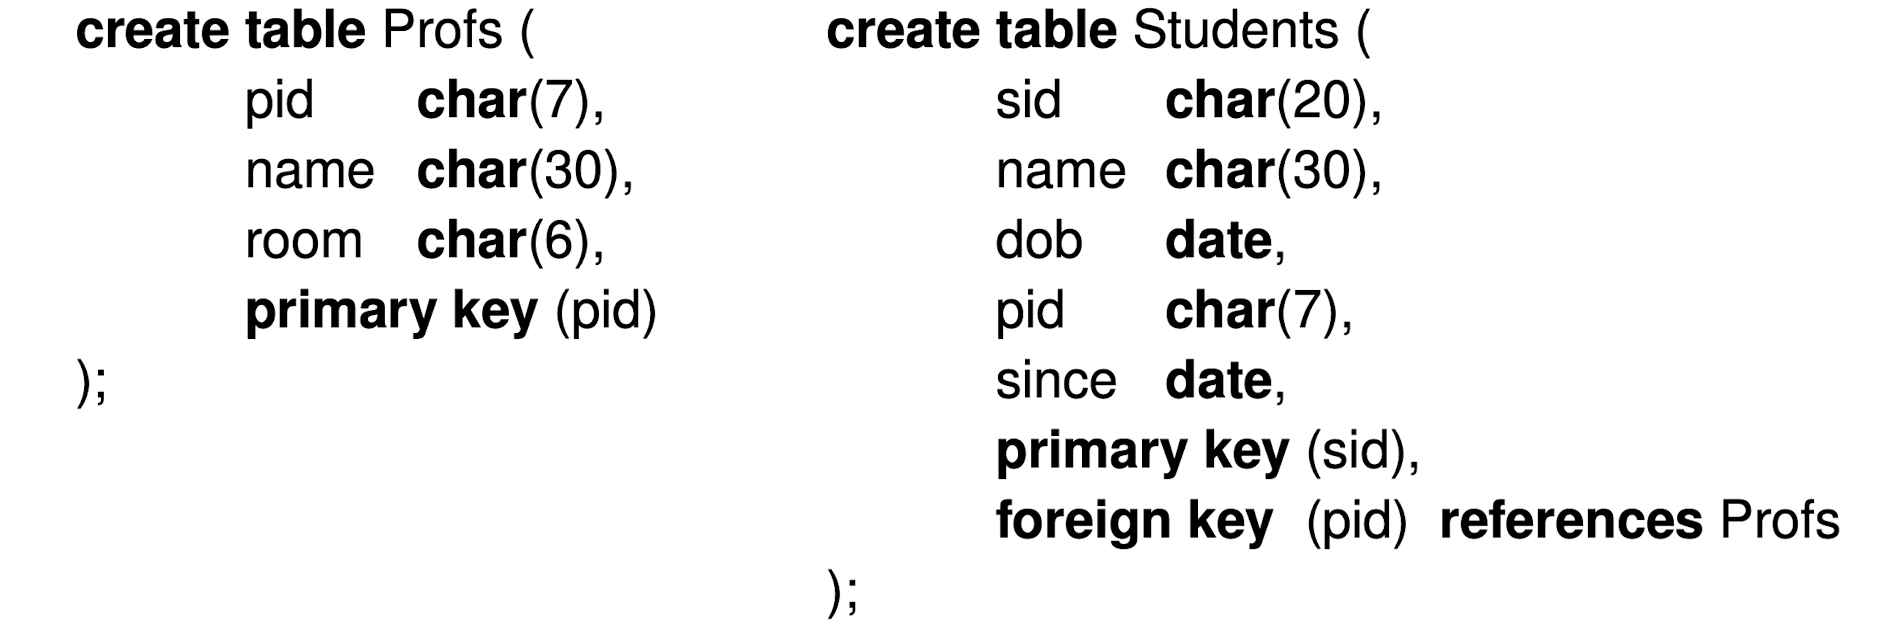 create table Profs (
pid char(7),
name char(30),
room char(6),
primary key (pid)
);
create table Students (
sid char(20),
name char(30),
dob date,
pid char(7),
since date,
primary key (sid),
foreign key (pid) references Profs
);